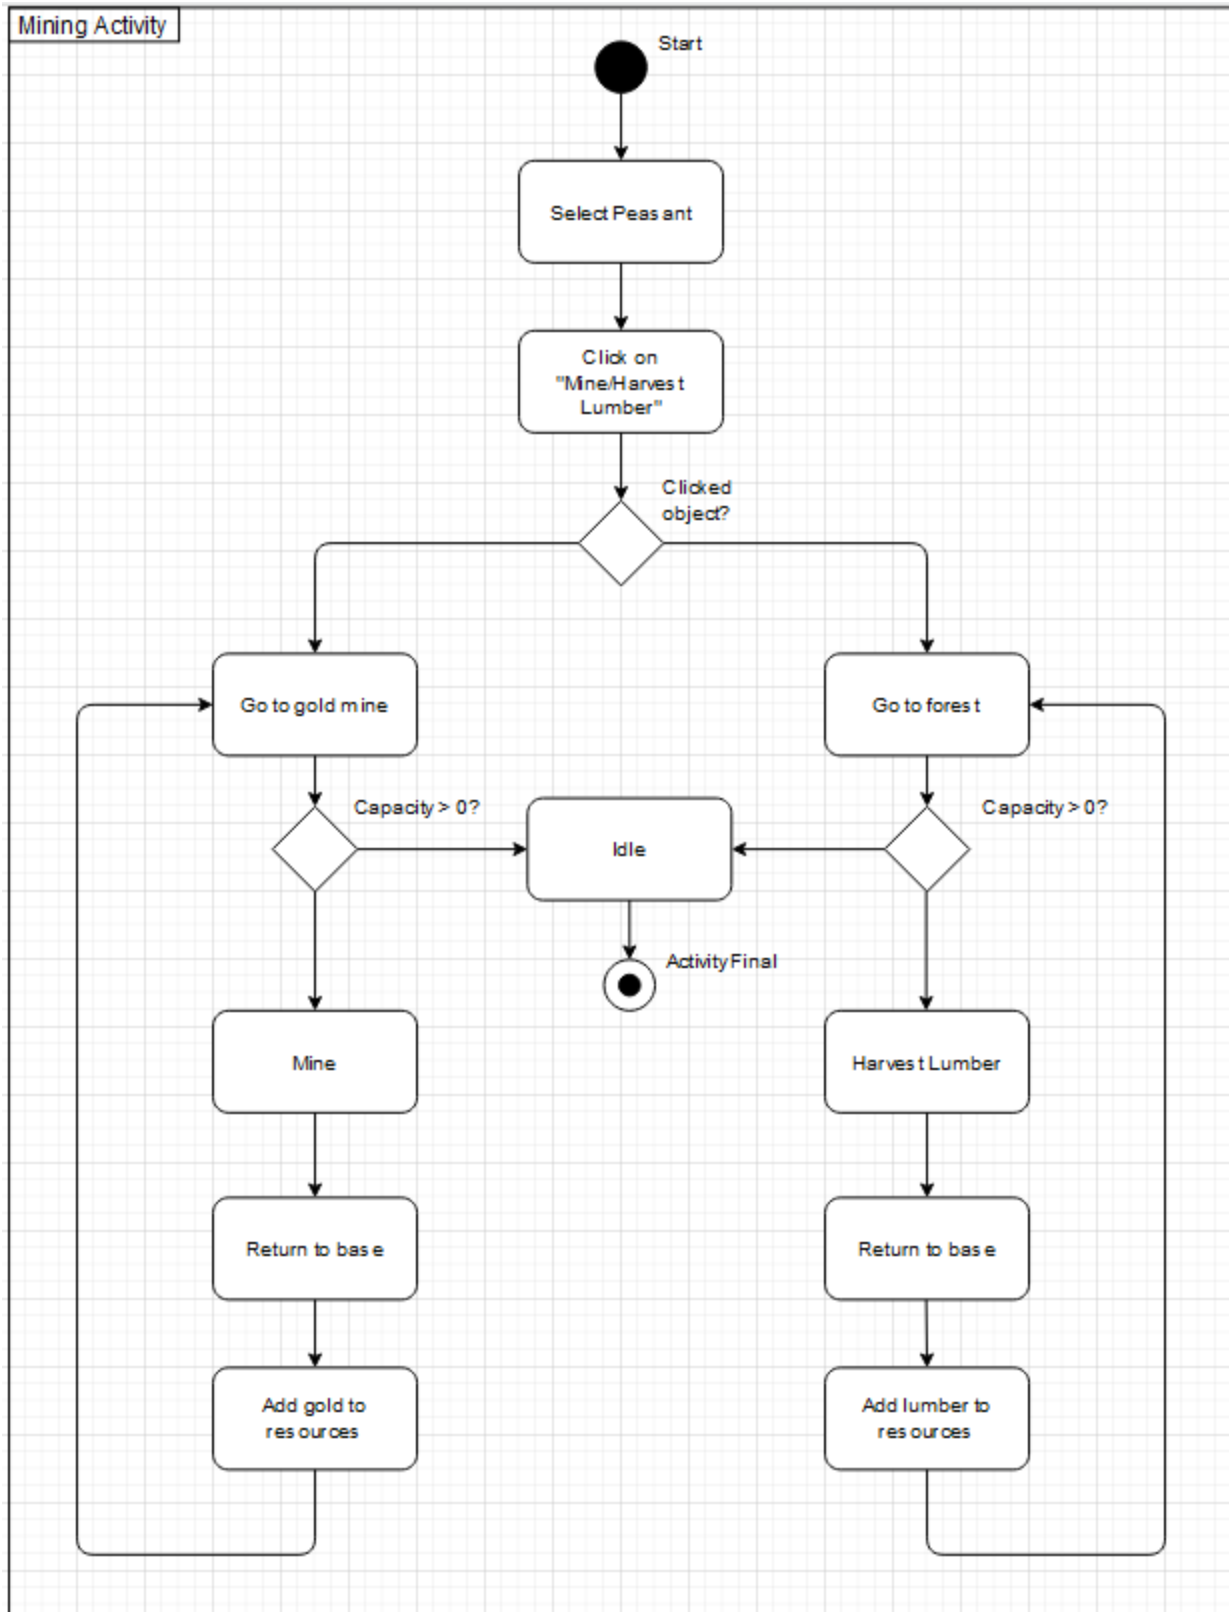 Mining Activity
Start
Select Peasant
Click on
"Mine/Harvest
Lumber"
Clicked
object?
Go to gold mine
Go to forest
Capacity > 0?
Capacity > 0?
Idle
Activity Final
Mine
Harvest Lumber
Return to base
Return to base
Add gold to
resources
Add lumber to
resources